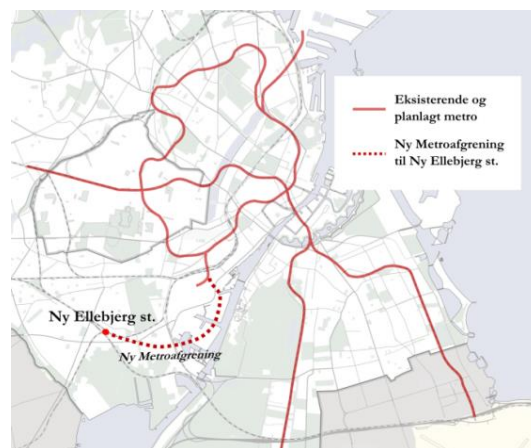 Eksisterende og
planlagt metro
Ny Metroafgrening
til Ny Ellebjerg st.
Ny Ellebjerg st.
Ny Metroafgrening